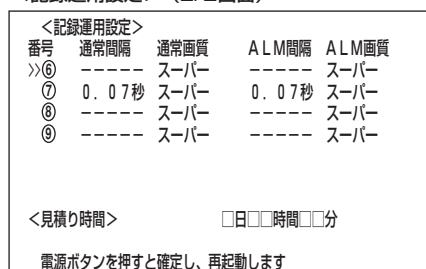 <記録運用設定>
番号 通常間隔 通常画質 ALM間隔 ALM画質
>>⑥ ----- スーパー ----- スーパー
⑦ 0.07秒 スーパー 0.07秒 スーパー
⑧ ----- スーパー ----- スーパー
⑨ ----- スーパー ----- スーパー
<見積り時間> □日□□時間□□分
電源ボタンを押すと確定し、再起動します